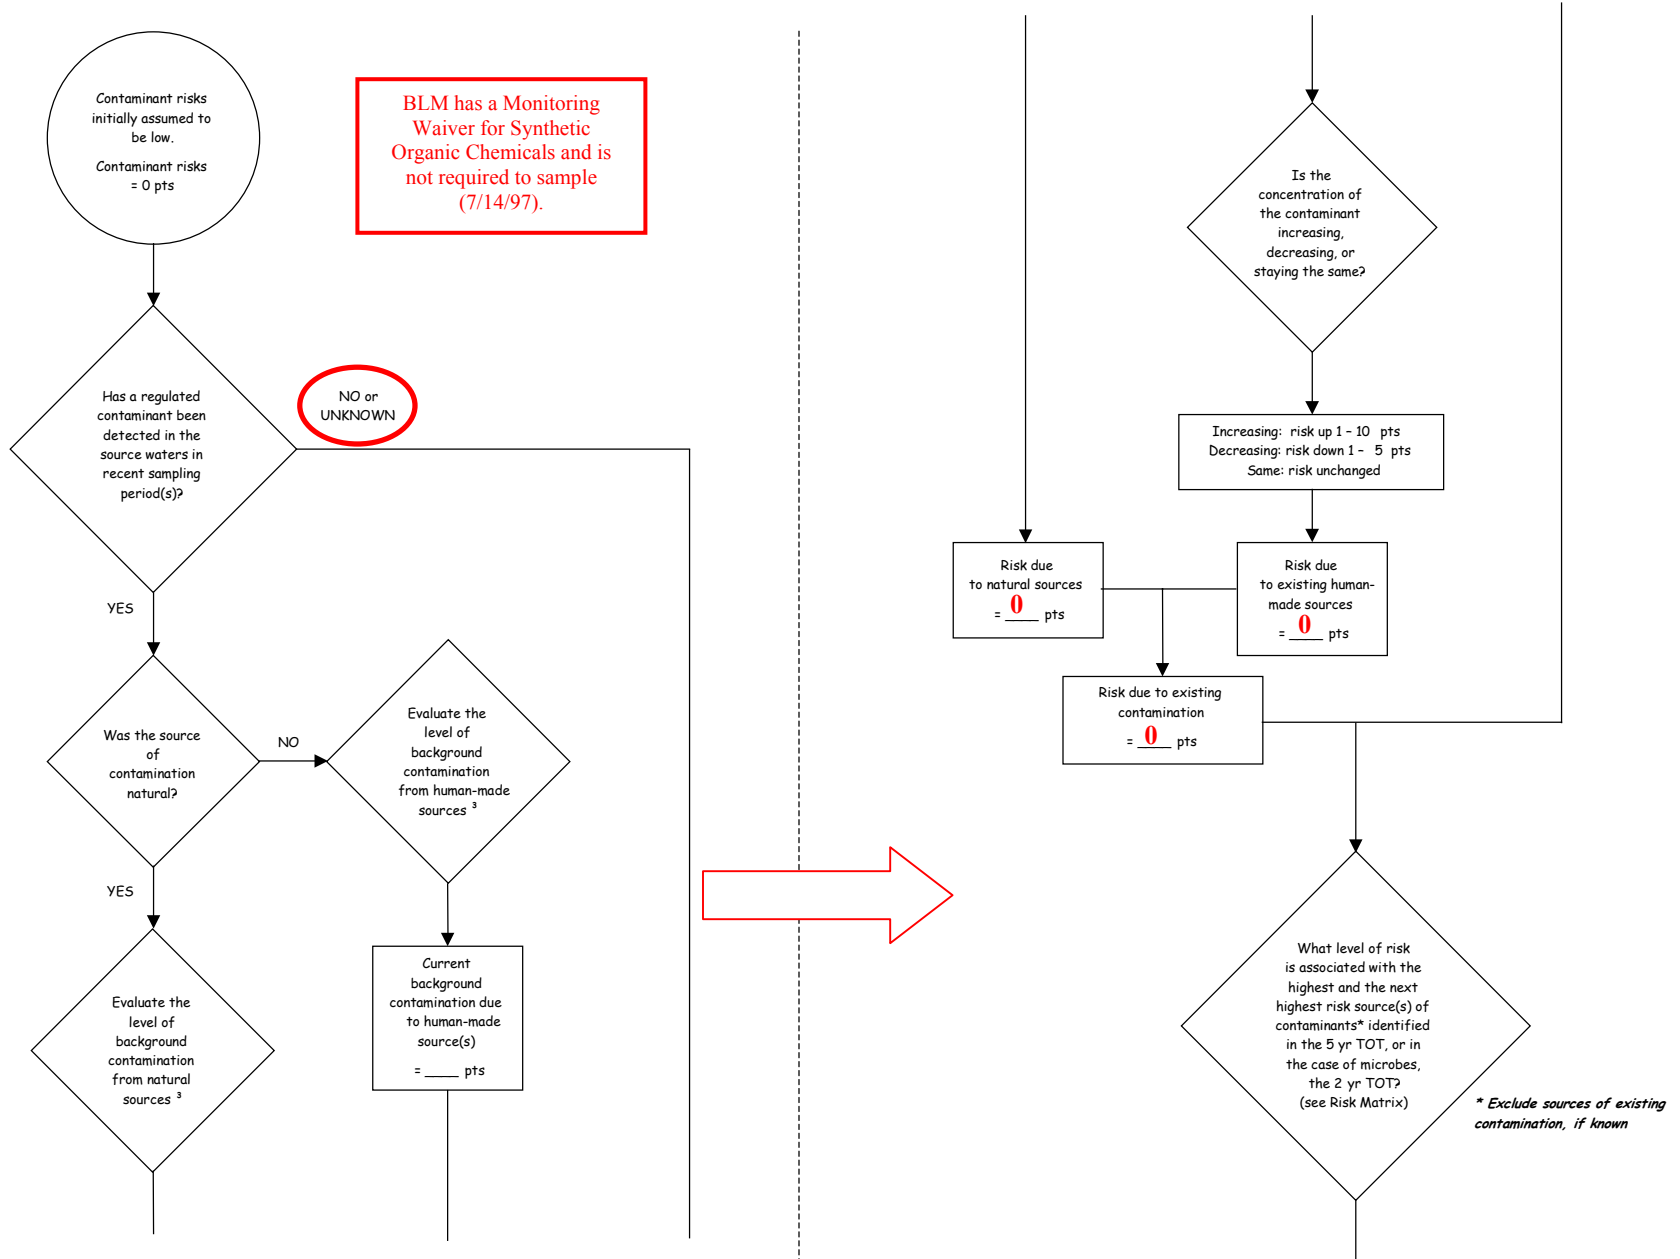 Contaminant risks
initially assumed to
be low.
Contaminant risks
= 0 pts
BLM has a Monitoring
Waiver for Synthetic
Organic Chemicals and is
not required to sample
(7/14/97).
Has a regulated
contaminant been
detected in the
source waters in
recent sampling
period(s)?
NO or
UNKNOWN
YES
Was the source
of
contamination
natural?
NO
Evaluate the
level of
background
contamination
from human-made
sources ³
YES
Evaluate the
level of
background
contamination
from natural
sources ³
Current
background
contamination due
to human-made
source(s)
= ____ pts
Is the
concentration of
the contaminant
increasing,
decreasing, or
staying the same?
Increasing: risk up 1 – 10 pts
Decreasing: risk down 1 – 5 pts
Same: risk unchanged
Risk due
to natural sources
= 0 pts
Risk due
to existing human-
made sources
= 0 pts
Risk due to existing
contamination
= 0 pts
What level of risk
is associated with the
highest and the next
highest risk source(s) of
contaminants* identified
in the 5 yr TOT, or in
the case of microbes,
the 2 yr TOT?
(see Risk Matrix)
* Exclude sources of existing
contamination, if known